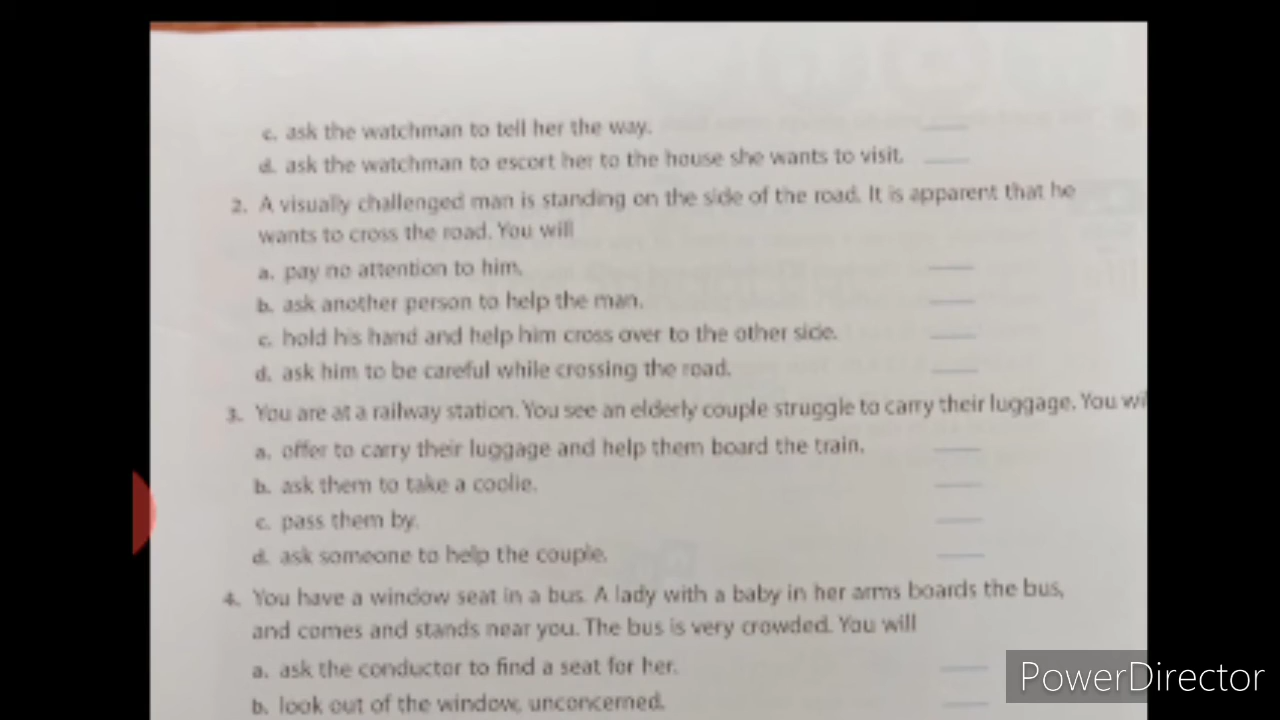 c. ask the watchman to tell her the way.
d. ask the watchman to escort her to the house she wants to visit.
2. A visually challenged man is standing on the side of the road. It is apparent that he
wants to cross the road. You will
a. pay no attention to him.
b. ask another person to help the man.
c. hold his hand and help him cross over to the other side.
d. ask him to be careful while crossing the road.
3. You are at a railway station. You see an elderly couple struggle to carry their luggage. You wi
a. offer to carry their luggage and help them board the train.
b. ask them to take a coolie.
c. pass them by.
d. ask someone to help the couple.
4. You have a window seat in a bus. A lady with a baby in her arms boards the bus,
and comes and stands near you. The bus is very crowded. You will
a. ask the conductor to find a seat for her.
b. look out of the window, unconcerned.
PowerDirector